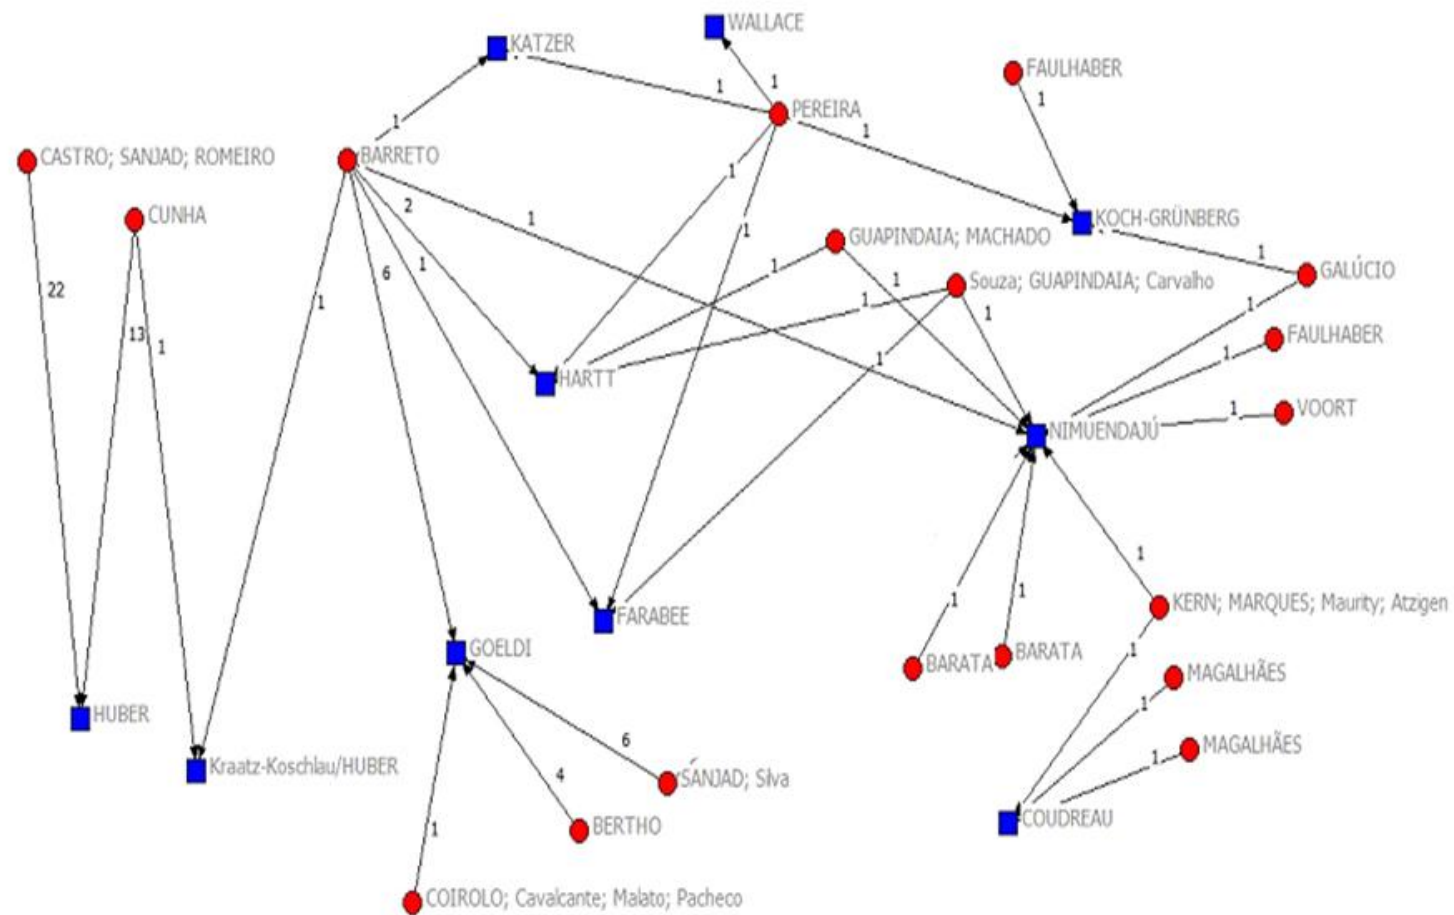 WALLACE
KATZER
FAULHABER
1
1
1
PEREIRA
1
1
CASTRO; SANJAD; ROMEIRO
BARRETO
1
CUNHA
2
1
KOCH-GRÜNBERG
1
GUAPINDAIA; MACHADO
1
6
1
1
1
GALÚCIO
Souza; GUAPINDAIA; Carvalho
22
1
1
1
1
13
1
FAULHABER
1
1
HARTT
VOORT
1
NIMUENDAJÚ
1
1
1
KERN; MARQUES; Maurity; Atzigen
FARABEE
GOELDI
1
BARATA
BARATA
MAGALHÃES
1
HUBER
6
MAGALHÃES
1
Kraatz-Koschlau/HUBER
4
SANJAD; Silva
COUDREAU
1
BERTHO
COIROLO; Cavalcante; Malato; Pacheco